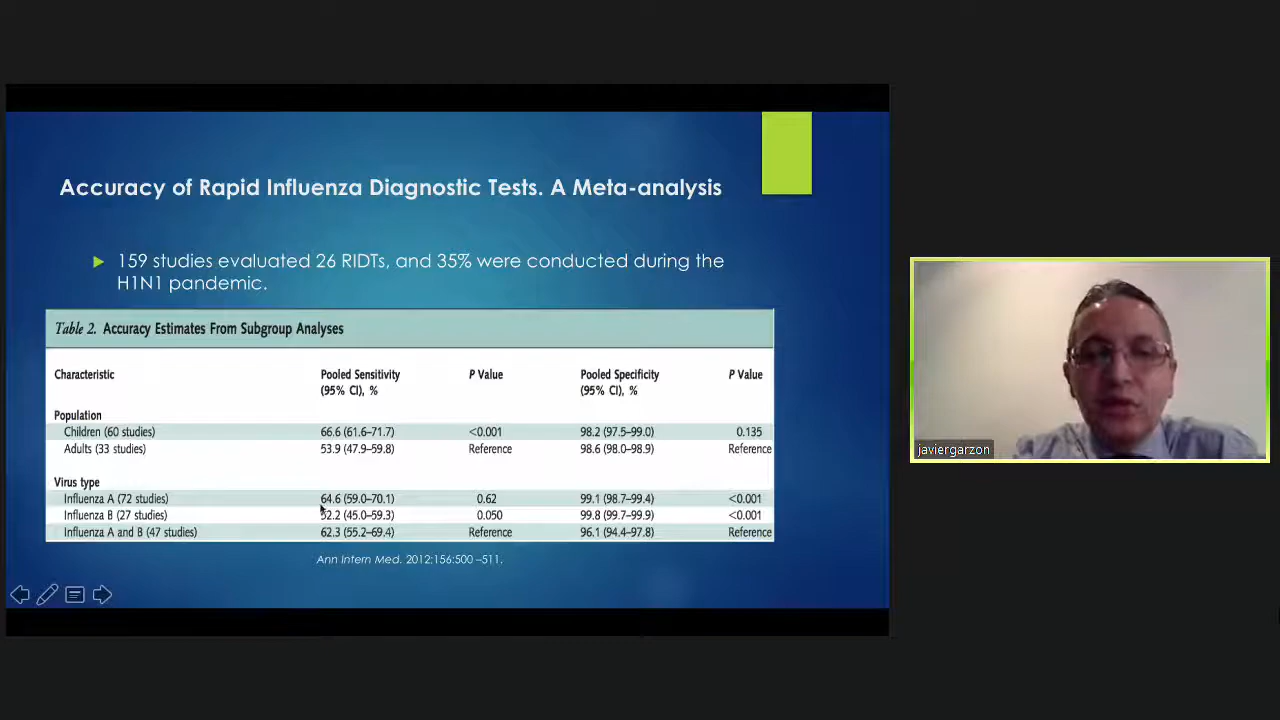 Accuracy of Rapid Influenza Diagnostic Tests. A Meta-analysis
159 studies evaluated 26 RIDTs, and 35% were conducted during the
H1N1 pandemic.
Table 2. Accuracy Estimates From Subgroup Analyses
Characteristic Pooled Sensitivity P Value Pooled Specificity P Value
(95% CI), % (95% CI), %
Population
Children (60 studies) 66.6 (61.6–71.7) <0.001 98.2 (97.5–99.0) 0.135
Adults (33 studies) 53.9 (47.9–59.8) Reference 98.6 (98.0–98.9) Reference
Virus type
Influenza A (72 studies) 64.6 (59.0–70.1) 0.62 99.1 (98.7–99.4) <0.001
Influenza B (27 studies) 52.2 (45.0–59.3) 0.050 99.8 (99.7–99.9) <0.001
Influenza A and B (47 studies) 62.3 (55.2–69.4) Reference 96.1 (94.4–97.8) Reference
Ann Intern Med. 2012;156:500 –511.
javiergarzon